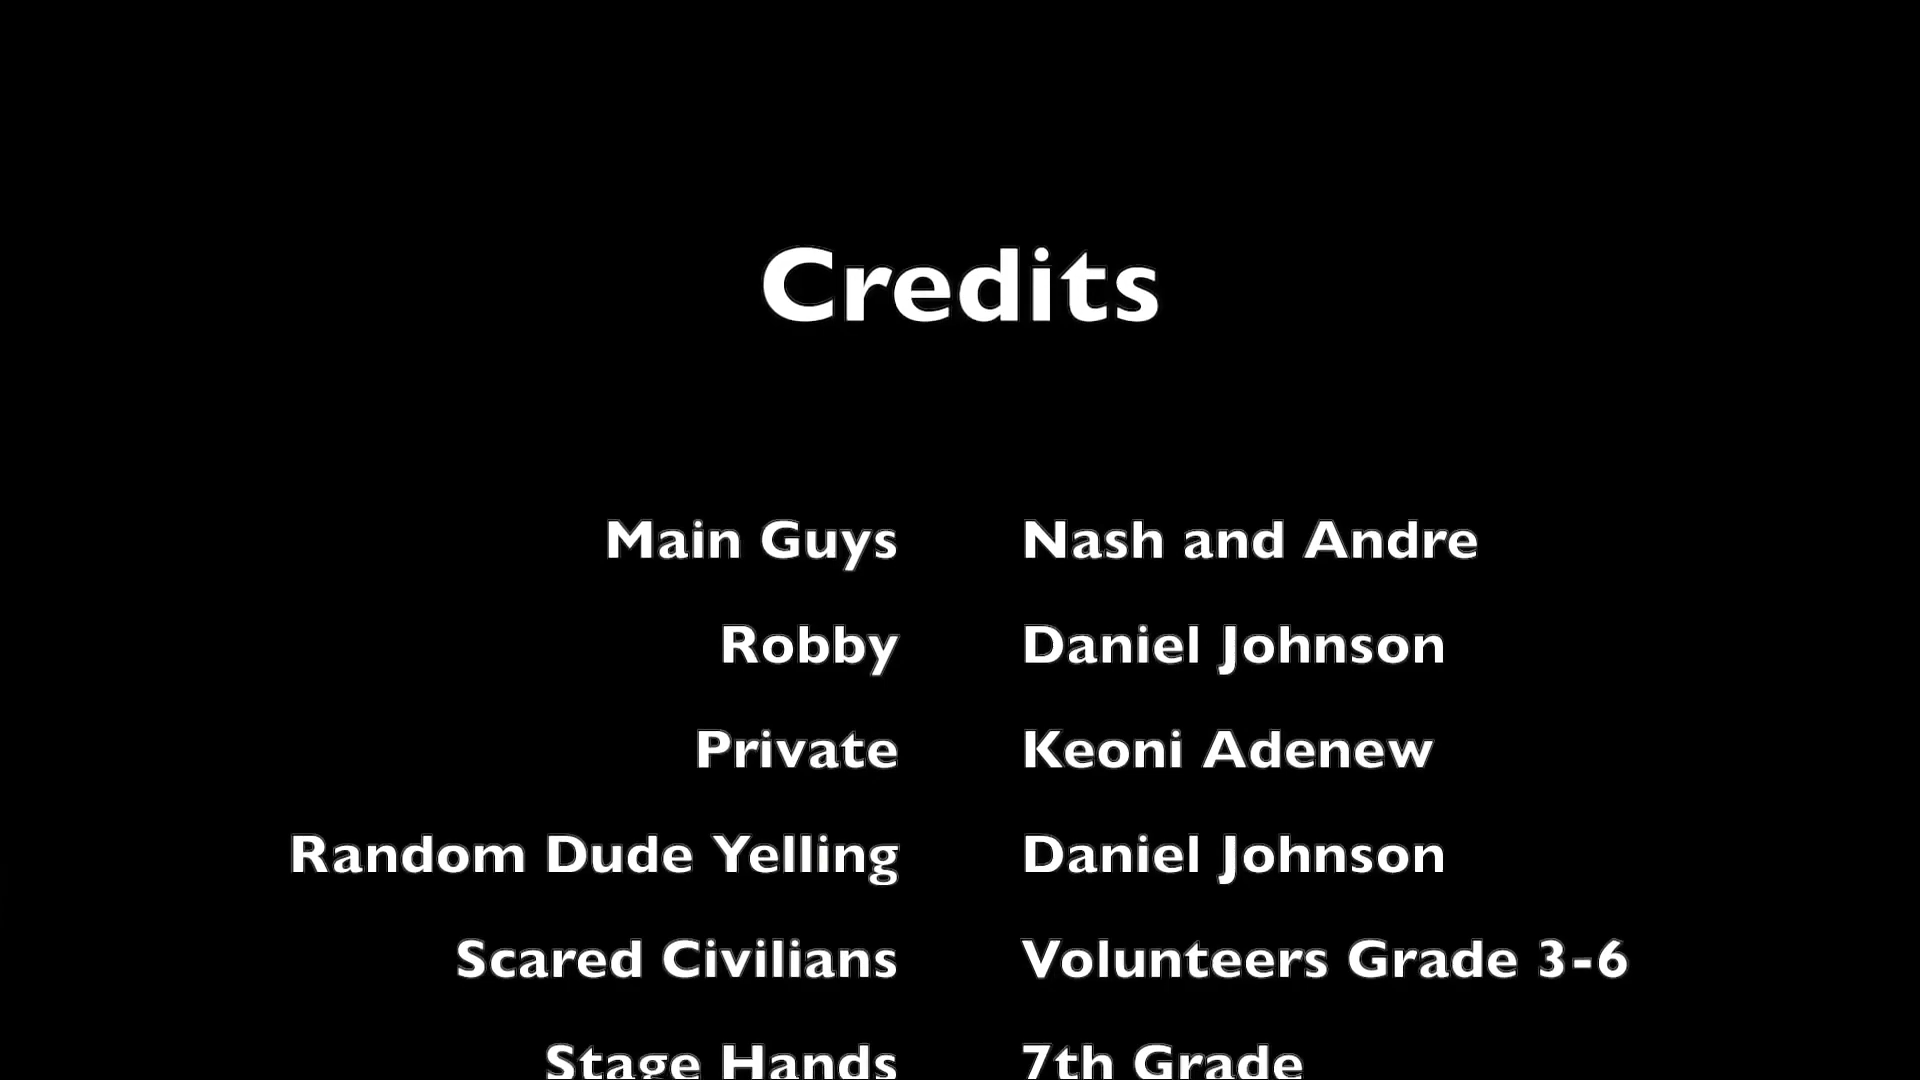 Credits
Main Guys Nash and Andre
Robby Daniel Johnson
Private Keoni Adenew
Random Dude Yelling Daniel Johnson
Scared Civilians Volunteers Grade 3-6
Stage Hands 7th Grade